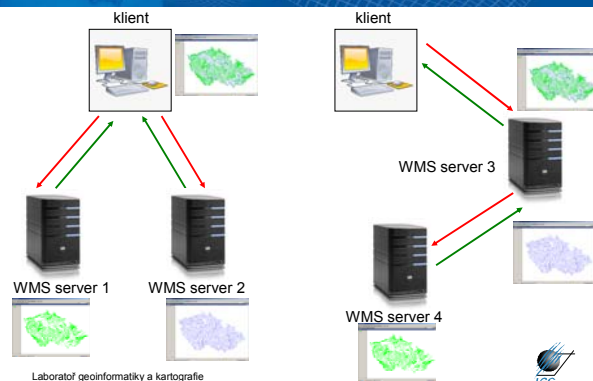 klient
klient
WMS server 3
WMS server 1
WMS server 2
WMS server 4
Laboratoř geoinformatiky a kartografie